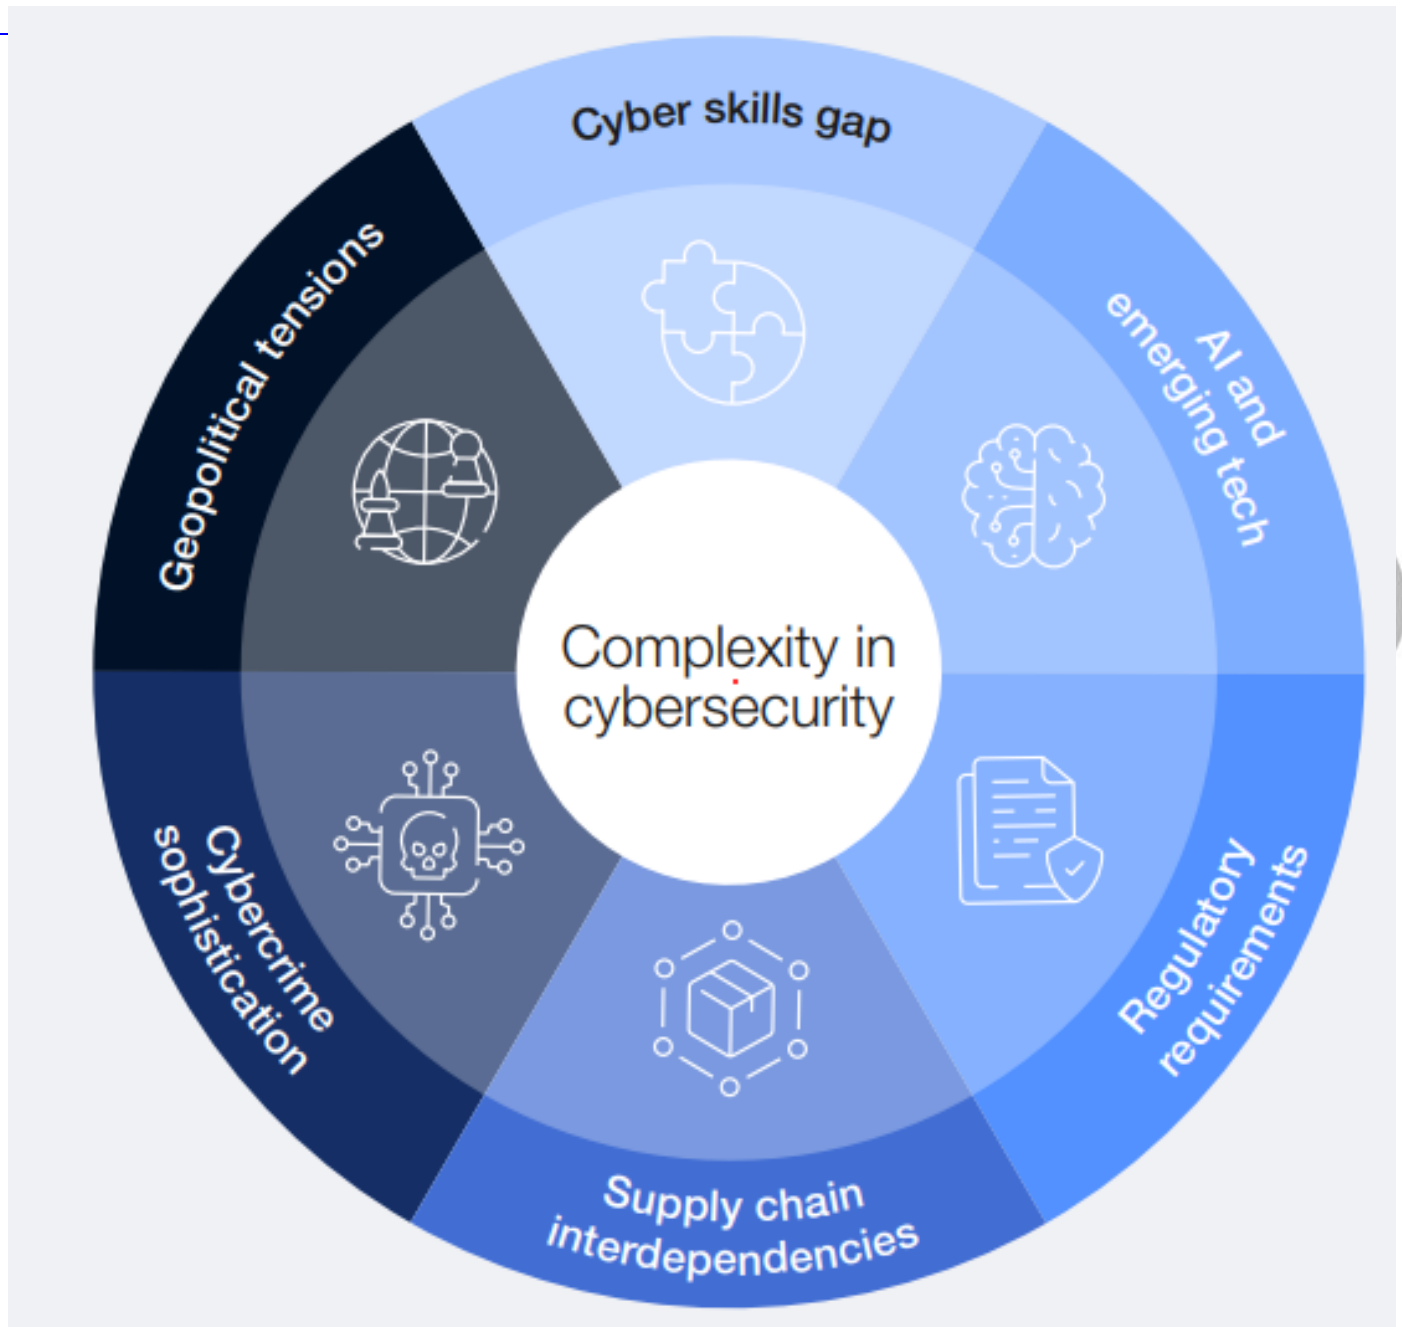 Cyber skills gap
AI and
emerging tech
Regulatory
requirements
Supply chain
interdependencies
Cybercrime
sophistication
Geopolitical tensions
Complexity in
cybersecurity